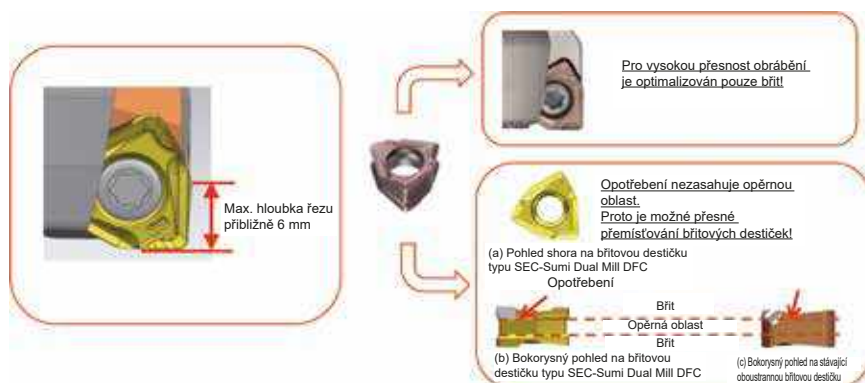 Max. hloubka řezu
přibližně 6 mm
Pro vysokou přesnost obrábění
je optimalizován pouze břit!
Opotřebení nezasahuje opěrnou
oblast.
Proto je možné přesné
přemísťování břitových destiček!
(a) Pohled shora na břitovou destičku
typu SEC-Sumi Dual Mill DFC
Opotřebení
Břit
Opěrná oblast
Břit
(b) Bokorysný pohled na břitovou
destičku typu SEC-Sumi Dual Mill DFC
(c) Bokorysný pohled na stávající
oboustrannou břitovou destičku